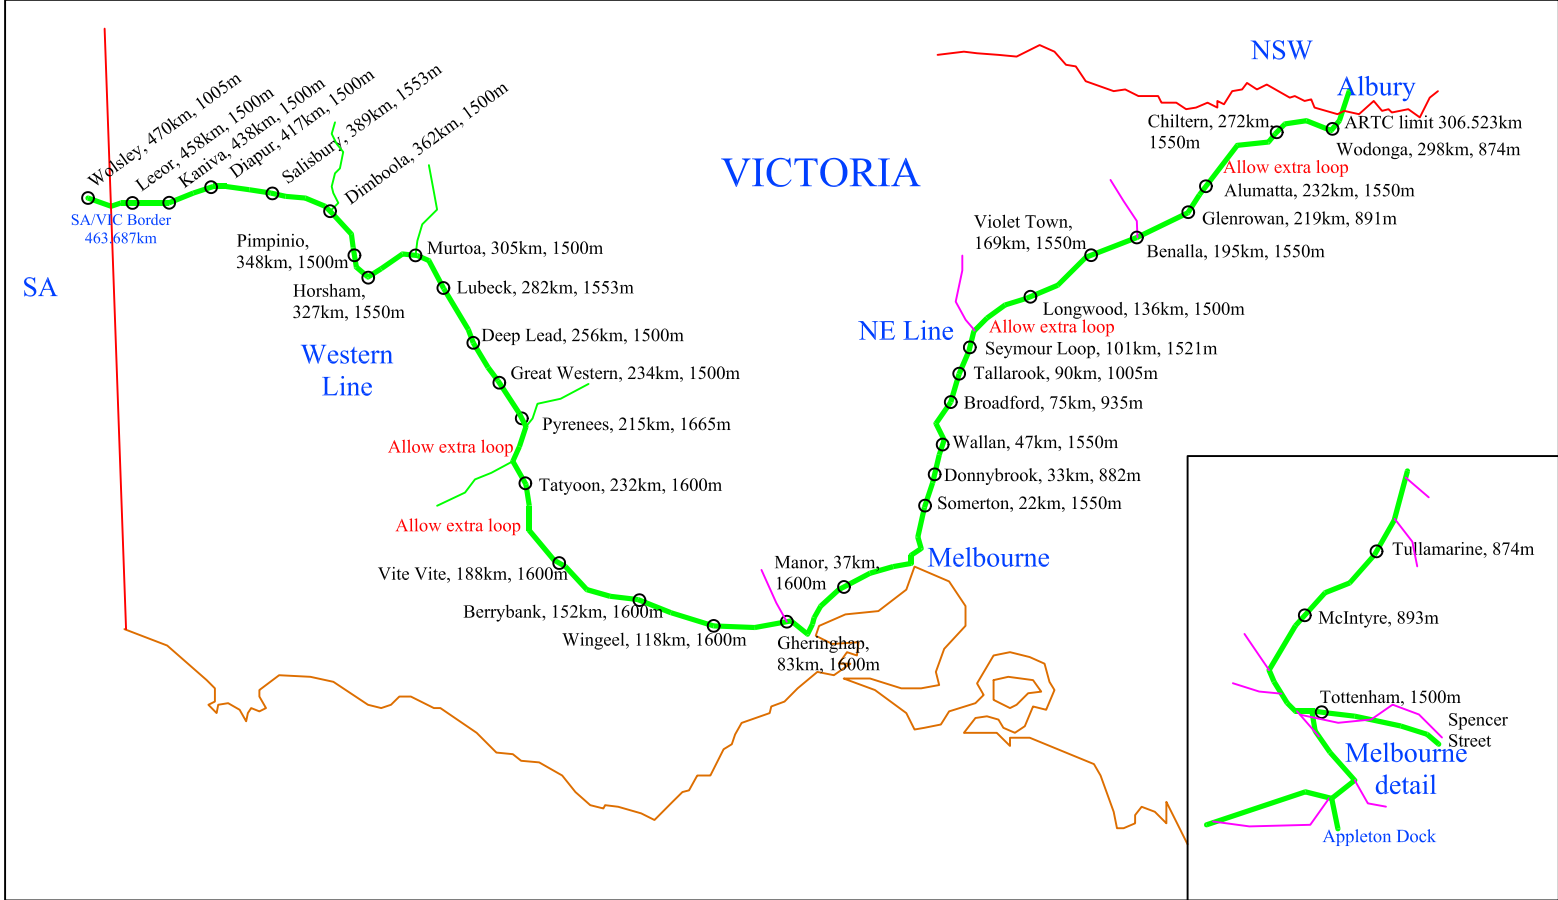 Wolsley, 470km, 1005m
Leeor, 458km, 1500m
Kaniva, 438km, 1500m
Diapur, 417km, 1500m
Salisbury, 389km, 1553m
Dimboola, 362km, 1500m
SA/VIC Border
463.687km
SA
Pimpinio,
348km, 1500m
Horsham,
327km, 1550m
Murtoa, 305km, 1500m
Lubeck, 282km, 1553m
Deep Lead, 256km, 1500m
Western
Line
Great Western, 234km, 1500m
Pyrenees, 215km, 1665m
Allow extra loop
Tatyoon, 232km, 1600m
Allow extra loop
Vite Vite, 188km, 1600m
Berrybank, 152km, 1600m
Wingeel, 118km, 1600m
Gheringhap,
83km, 1600m
Manor, 37km,
1600m
Melbourne
VICTORIA
NSW
Albury
ARTC limit 306.523km
Wodonga, 298km, 874m
Chiltern, 272km,
1550m
Allow extra loop
Alumatta, 232km, 1550m
Glenrowan, 219km, 891m
Benalla, 195km, 1550m
Violet Town,
169km, 1550m
Longwood, 136km, 1500m
Allow extra loop
NE Line
Seymour Loop, 101km, 1521m
Tallarook, 90km, 1005m
Broadford, 75km, 935m
Wallan, 47km, 1550m
Donnybrook, 33km, 882m
Somerton, 22km, 1550m
Tullamarine, 874m
McIntyre, 893m
Tottenham, 1500m
Spencer
Street
Melbourne
detail
Appleton Dock